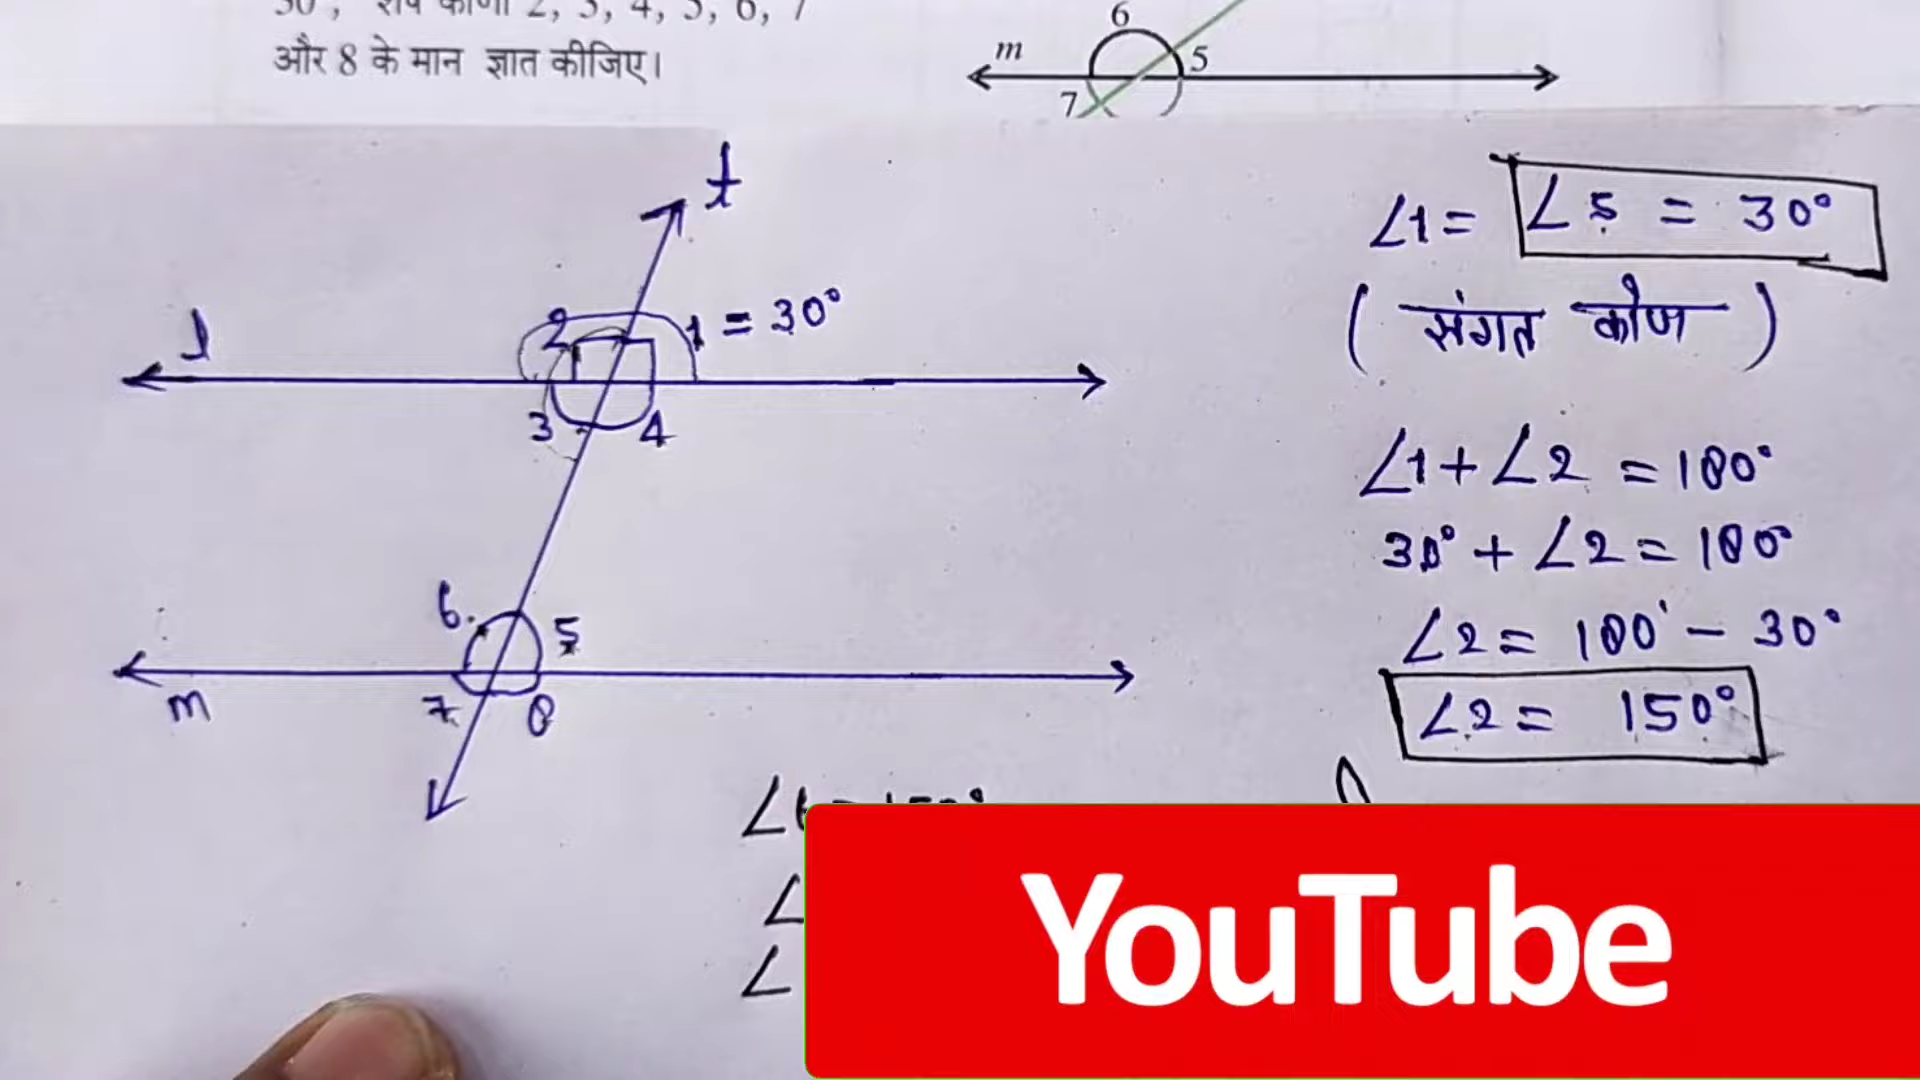 और 8 के मान ज्ञात कीजिए।
6
m
5
7
t
l
2
1 = 30°
3
4
6
5
m
7
8
∠1 = ∠5 = 30°
( संगत कोण )
∠1 + ∠2 = 180°
30° + ∠2 = 180°
∠2 = 180° - 30°
∠2 = 150°
YouTube